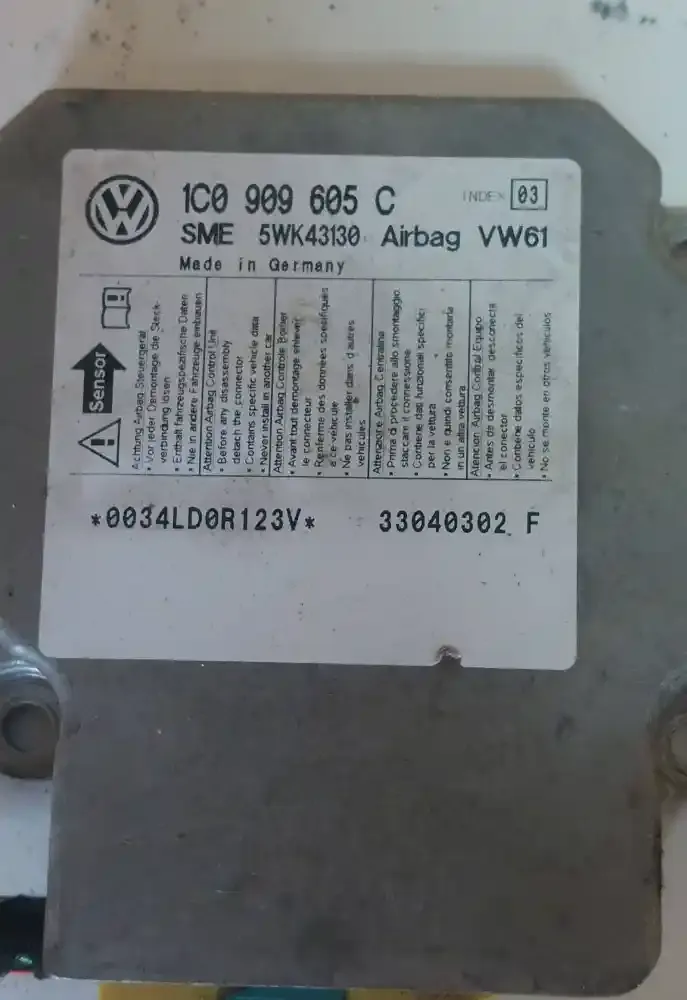 1C0 909 605 C INDEX 03
SME 5WK43130 Airbag VW61
Made in Germany
Sensor
Achtung Airbag Steuergerät
• Vor jeder Demontage die Steck-
verbindung lösen
• Enthält fahrzeugspezifische Daten
• Nie in andere Fahrzeuge einbauen
Attention Airbag Control Unit
• Before any disassembly
detach the connector
• Contains specific vehicle data
• Never install in another car
Attention Airbag Controle Boitier
• Avant tout demontage enlever
le connecteur
• Renferme des données spécifiques
à ce véhicule
• Ne pas installer dans d'autres
véhicules
Attenzione Airbag Centralina
• Prima di procedere allo smontaggio
staccare il connessione
• Contiene dati funzionali specifici
per la vettura
• Non e quindi consentito montarla
in un altra vettura
Atencion Airbag Control Equipo
• Antes de desmontar desconecta
el conector
• Contiene datos específicos del
vehículo
• No se monte en otros vehículos
*0034LD0R123V* 33040302 F